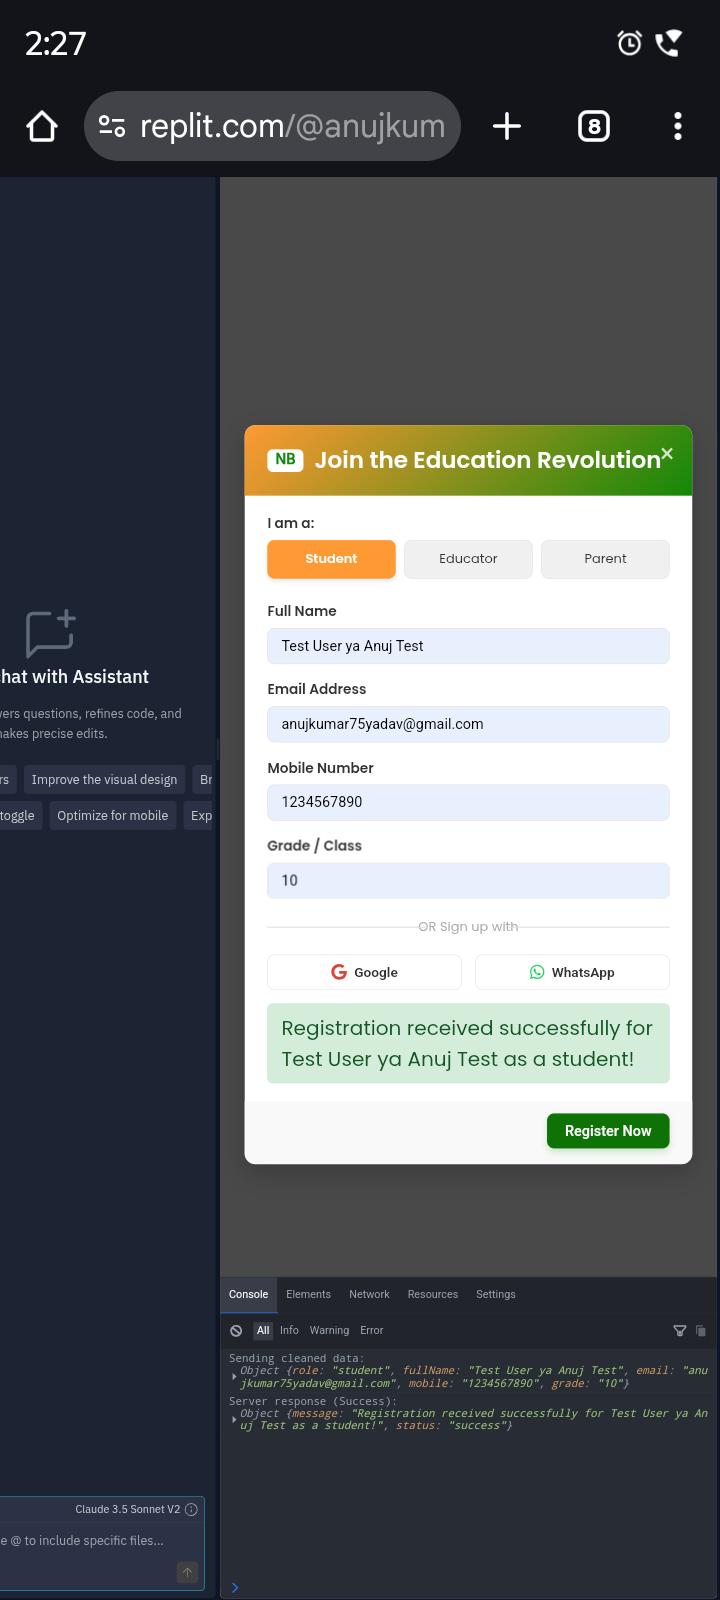 2:27
replit.com/@anujkum
8
chat with Assistant
vers questions, refines code, and
makes precise edits.
rs
Improve the visual design
Br
toggle
Optimize for mobile
Exp
Claude 3.5 Sonnet V2
e @ to include specific files...
NB
Join the Education Revolution
×
I am a:
Student
Educator
Parent
Full Name
Test User ya Anuj Test
Email Address
anujkumar75yadav@gmail.com
Mobile Number
1234567890
Grade / Class
10
OR Sign up with
Google
WhatsApp
Registration received successfully for
Test User ya Anuj Test as a student!
Register Now
Console
Elements
Network
Resources
Settings
All
Info
Warning
Error
Sending cleaned data:
Object {role: "student", fullName: "Test User ya Anuj Test", email: "anu
jkumar75yadav@gmail.com", mobile: "1234567890", grade: "10"}
Server response (Success):
Object {message: "Registration received successfully for Test User ya An
uj Test as a student!", status: "success"}